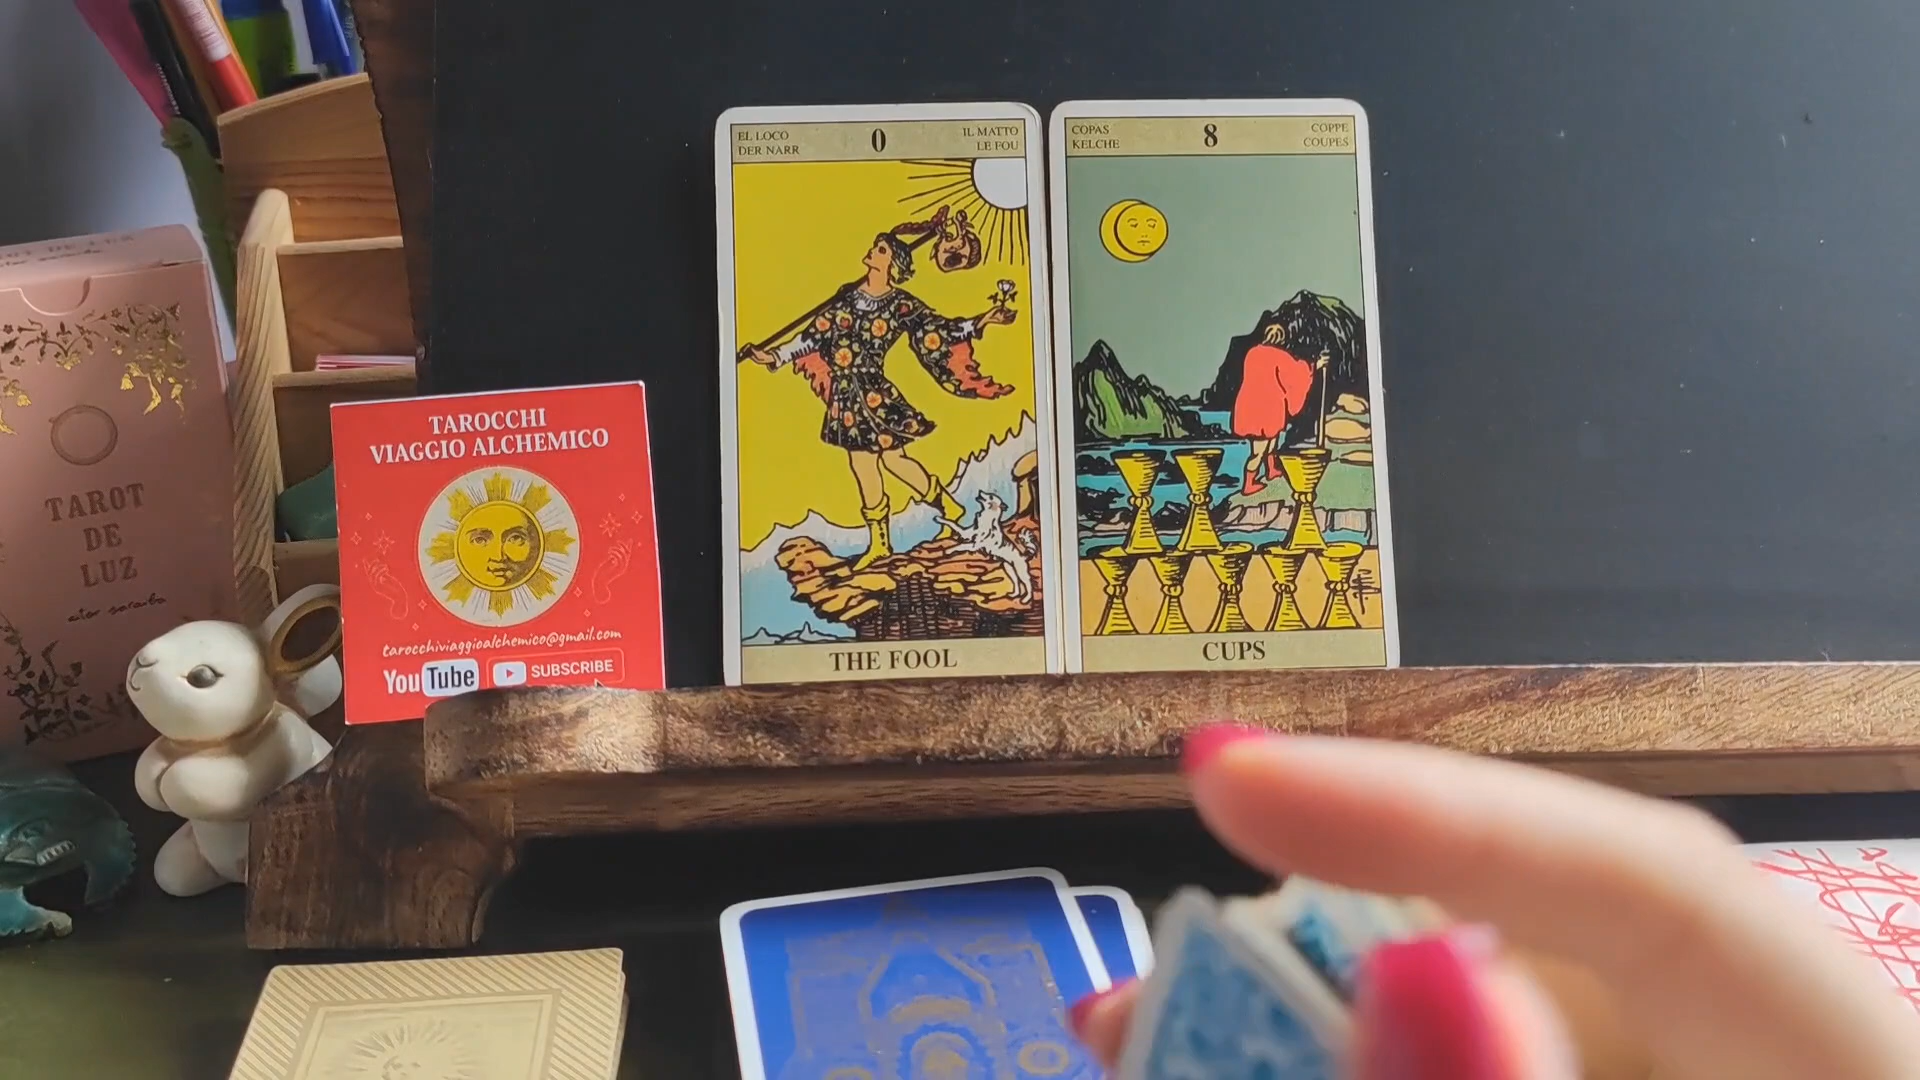 TAROT
DE
LUZ
TAROCCHI
VIAGGIO ALCHEMICO
tarocchiviaggioalchemico@gmail.com
YouTube SUBSCRIBE
EL LOCO
DER NARR
0
IL MATTO
LE FOU
THE FOOL
COPAS
KELCHE
8
COPPE
COUPES
CUPS